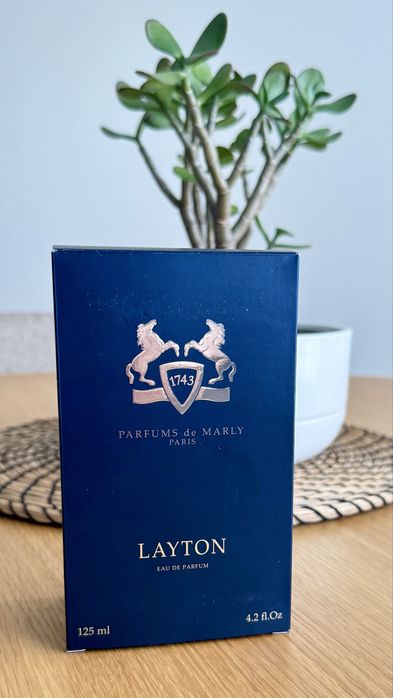 1743
PARFUMS de MARLY
PARIS
LAYTON
EAU DE PARFUM
125 ml
4.2 fl.Oz